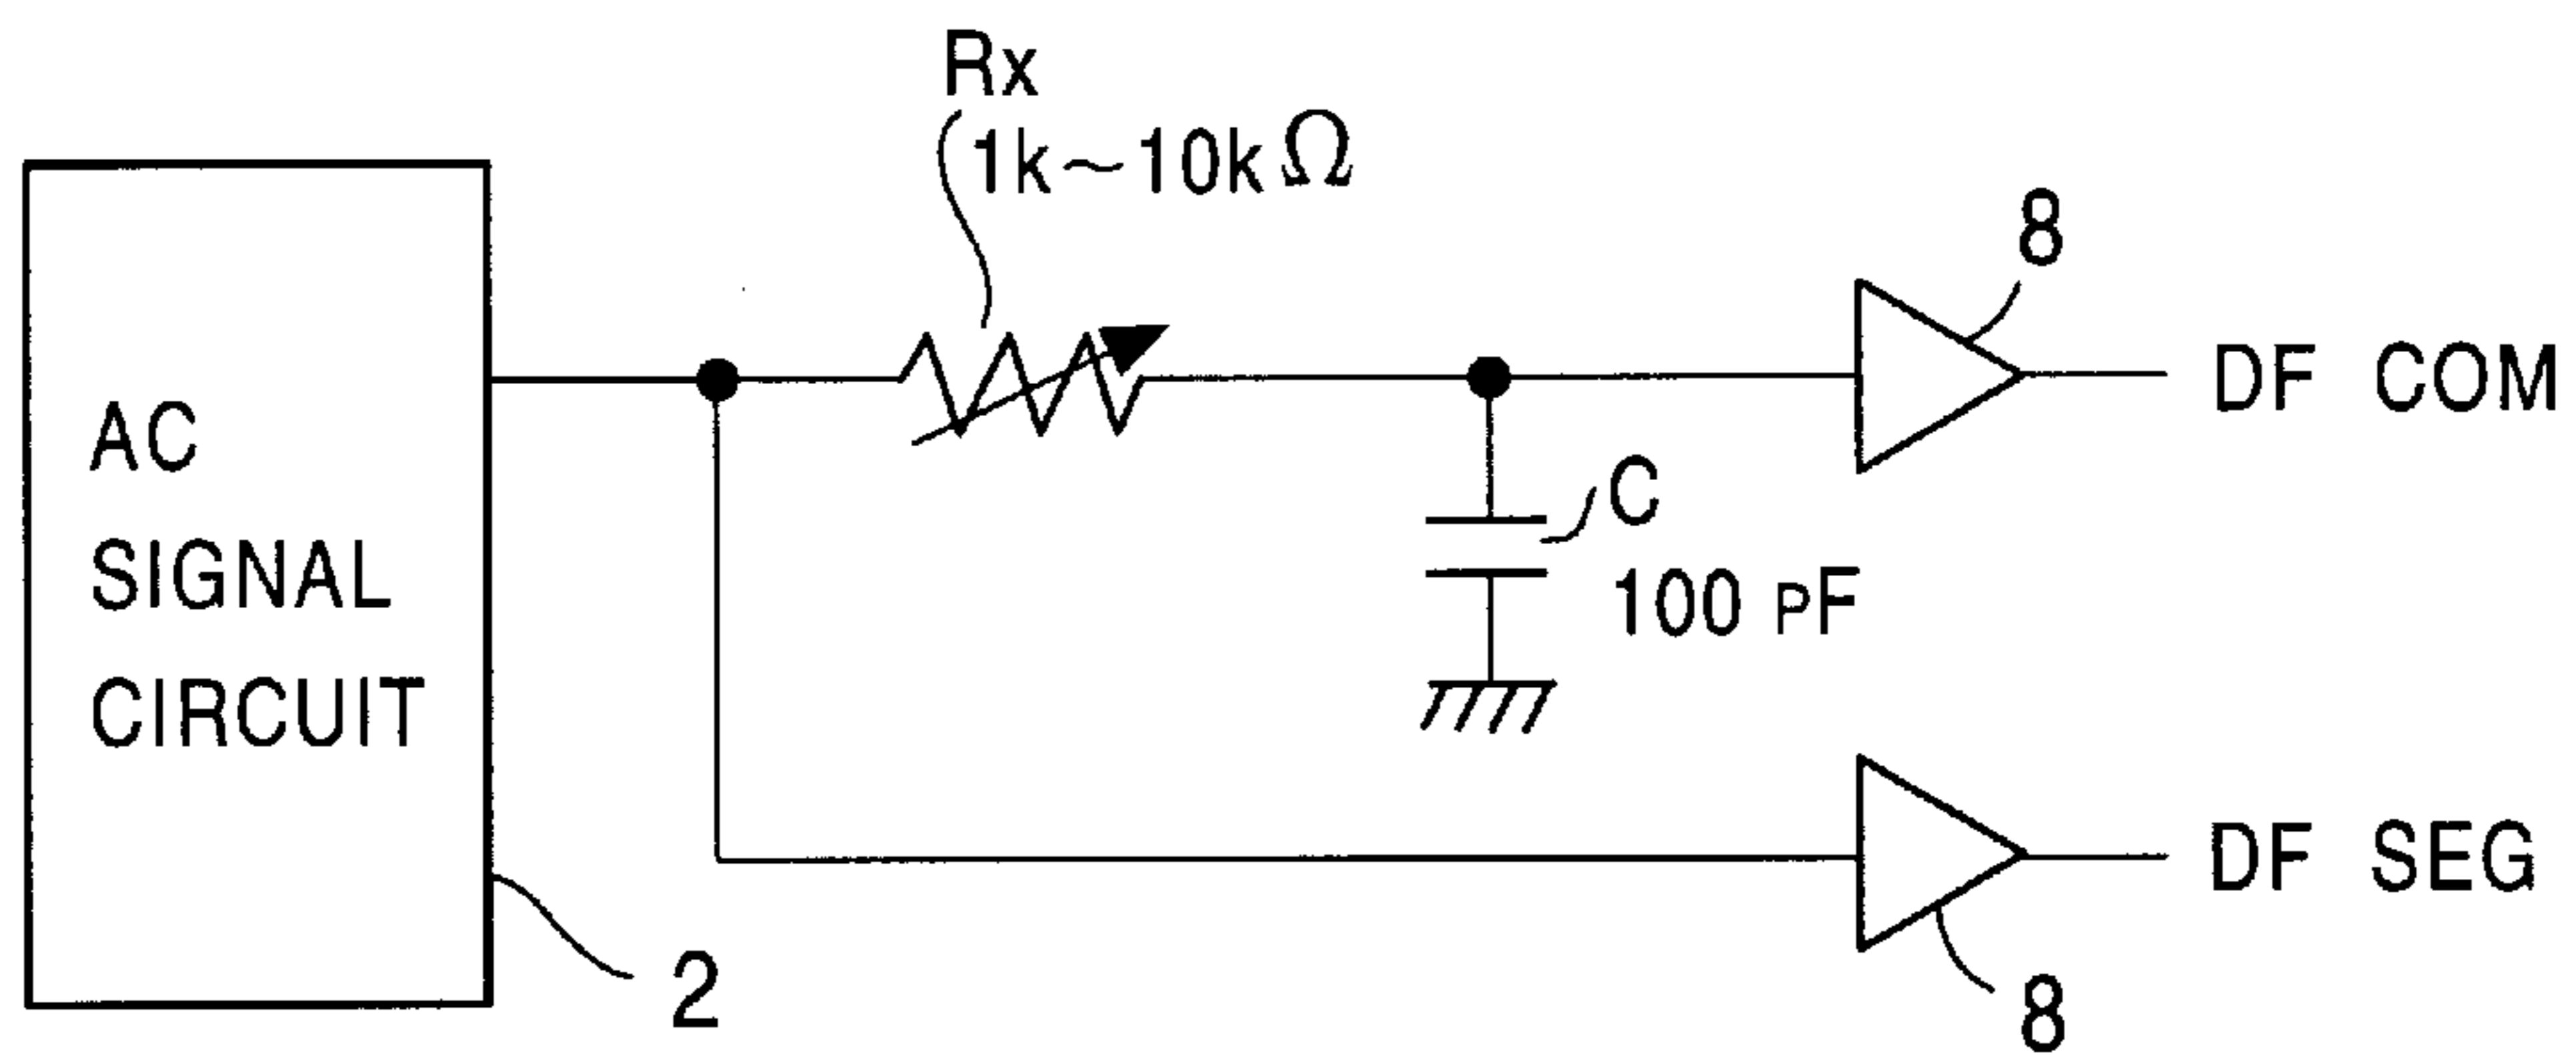 Rx
1k~10kΩ
8
DF COM
AC
SIGNAL
CIRCUIT
C
100 pF
DF SEG
2
8